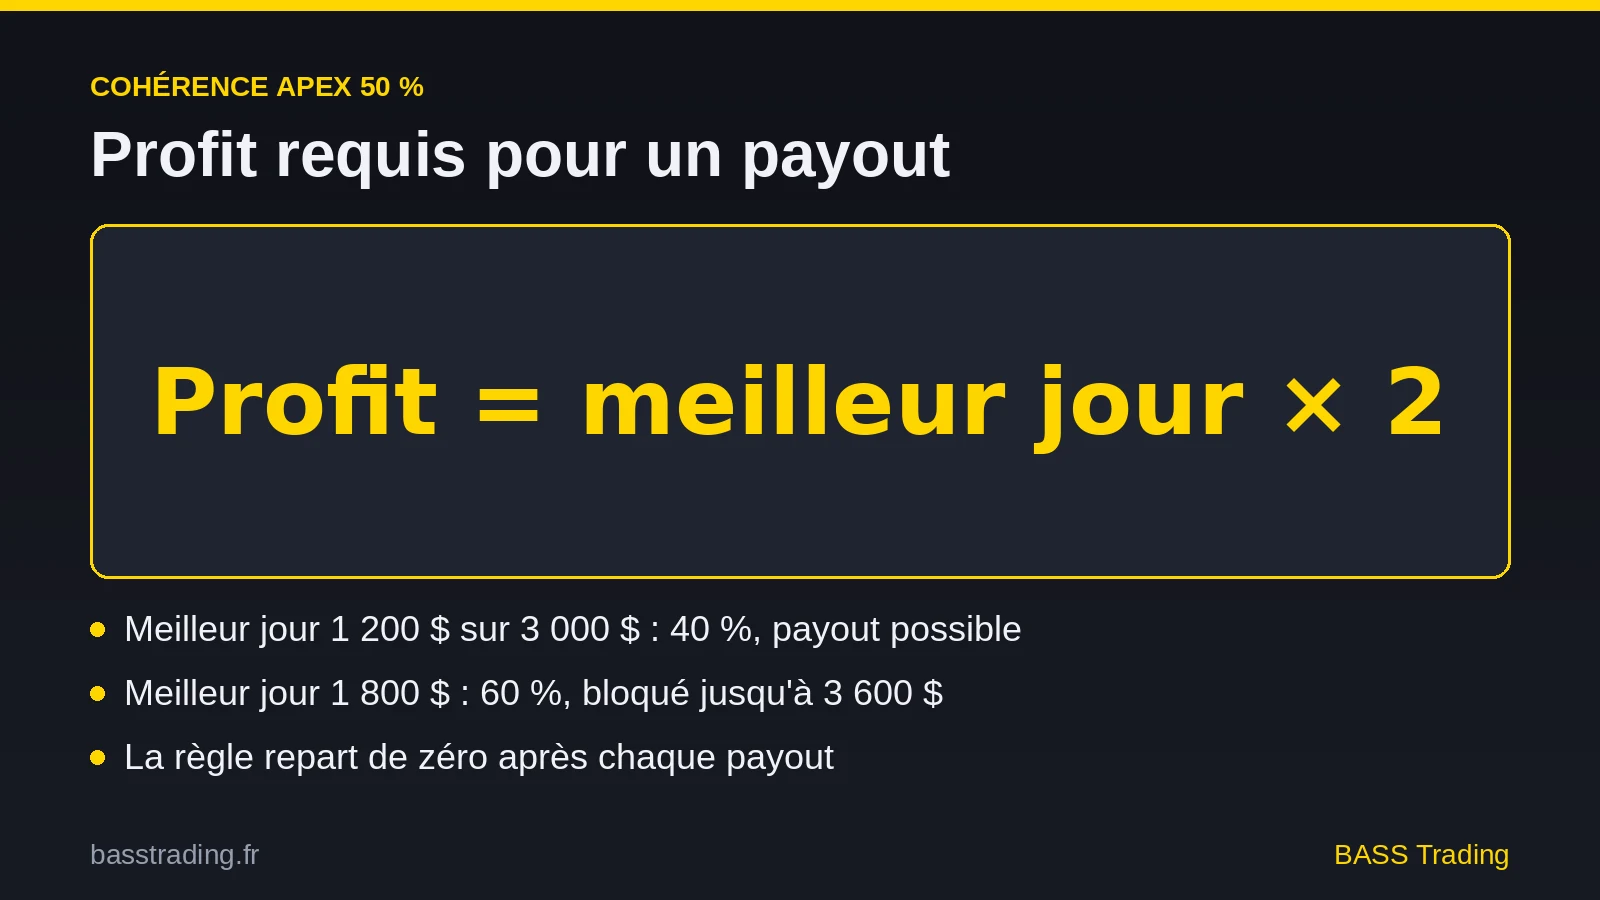 COHÉRENCE APEX 50 %
Profit requis pour un payout
Profit = meilleur jour × 2
Meilleur jour 1 200 $ sur 3 000 $ : 40 %, payout possible
Meilleur jour 1 800 $ : 60 %, bloqué jusqu'à 3 600 $
La règle repart de zéro après chaque payout
basstrading.fr
BASS Trading